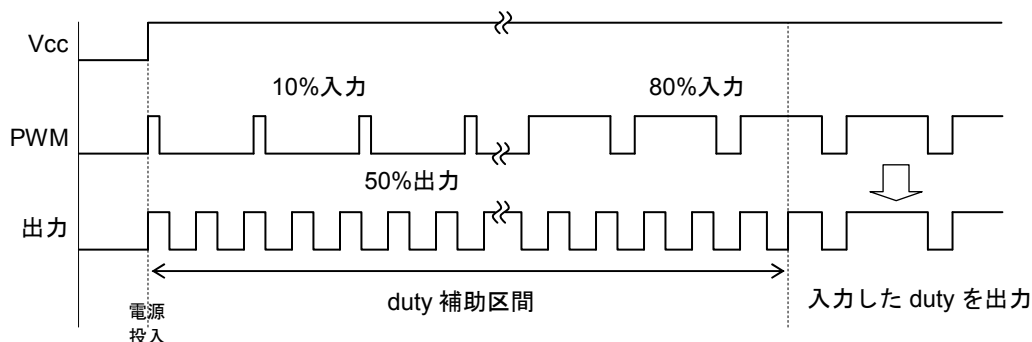 Vcc
10%入力
80%入力
PWM
50%出力
出力
duty 補助区間
入力した duty を出力
電源
投入